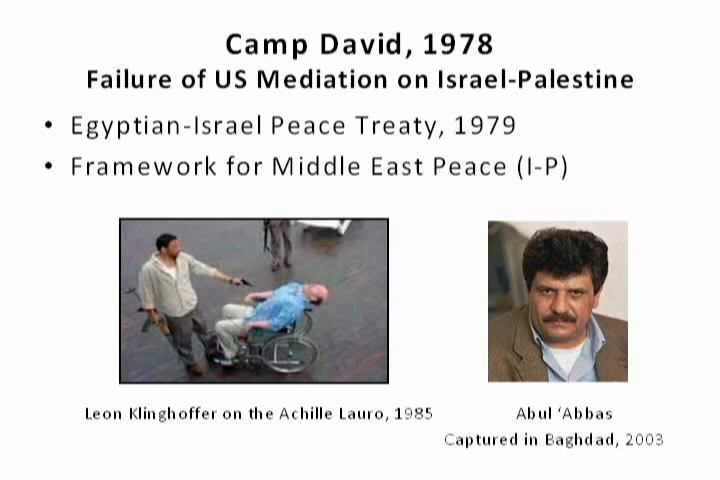 Camp David, 1978
Failure of US Mediation on Israel-Palestine
• Egyptian-Israel Peace Treaty, 1979
• Framework for Middle East Peace (I-P)
Leon Klinghoffer on the Achille Lauro, 1985
Abul ‘Abbas
Captured in Baghdad, 2003